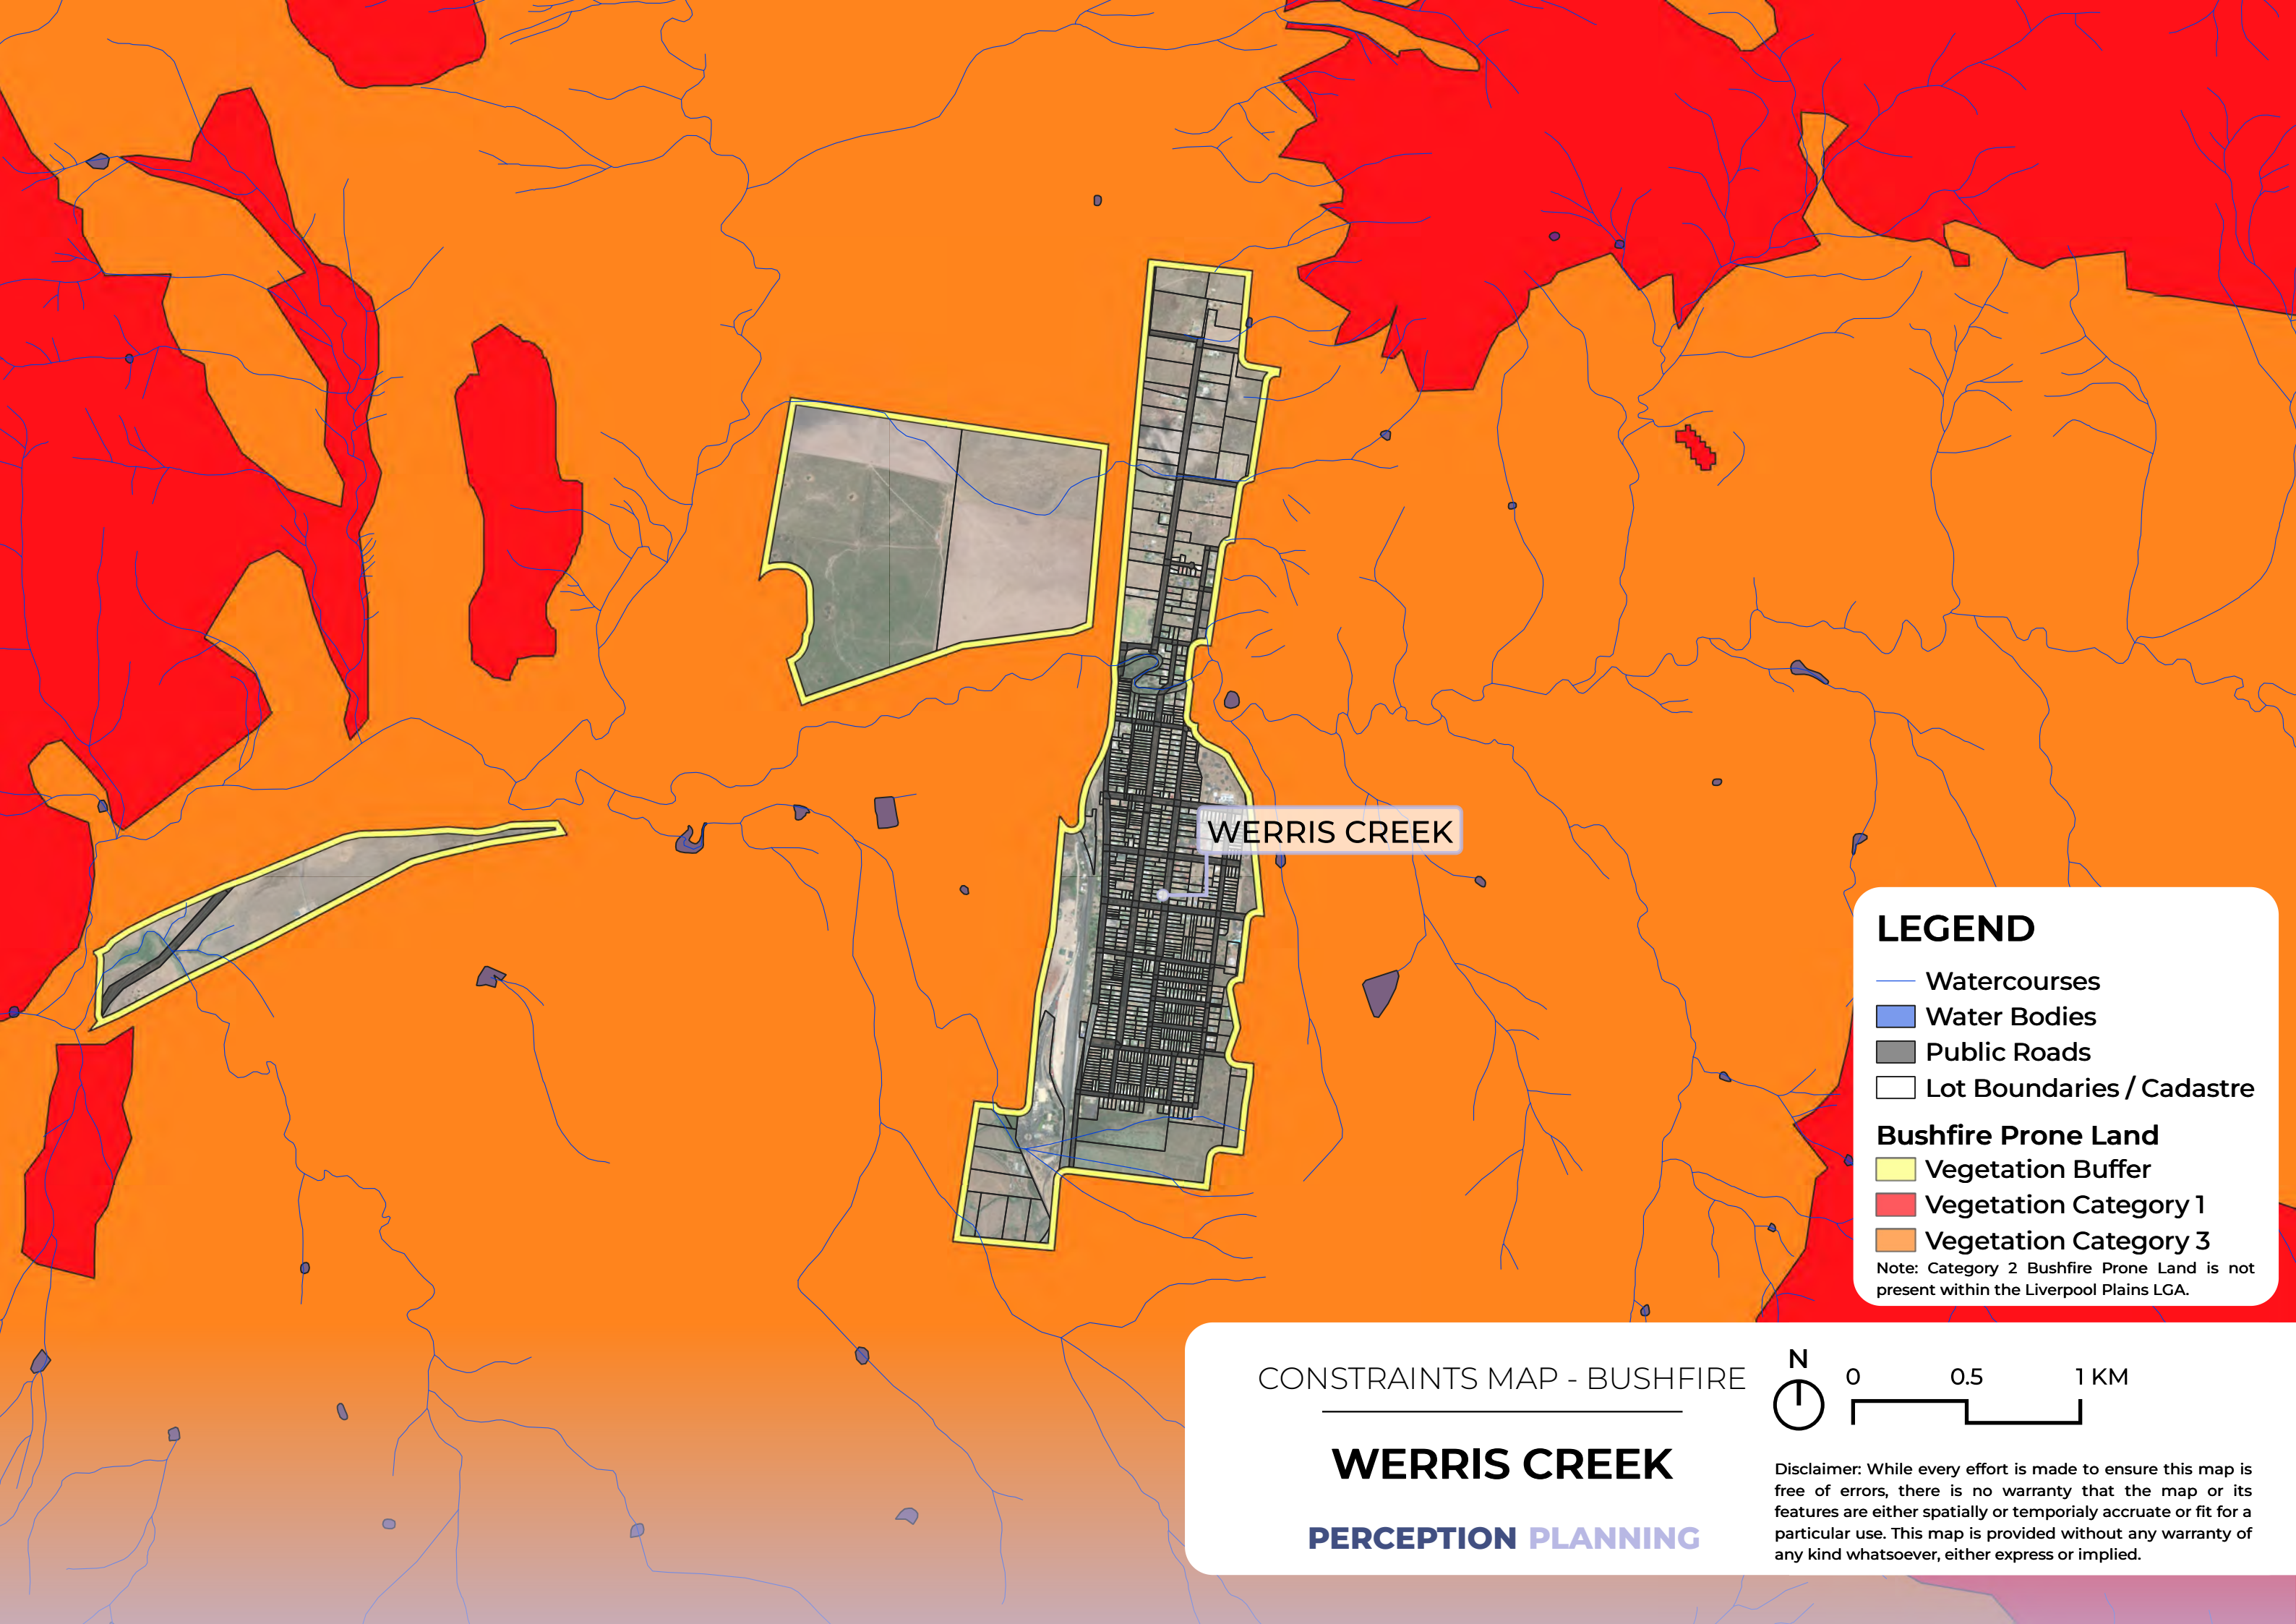 WERRIS CREEK
LEGEND
Watercourses
Water Bodies
Public Roads
Lot Boundaries / Cadastre
Bushfire Prone Land
Vegetation Buffer
Vegetation Category 1
Vegetation Category 3
Note: Category 2 Bushfire Prone Land is not
present within the Liverpool Plains LGA.
CONSTRAINTS MAP - BUSHFIRE
WERRIS CREEK
PERCEPTION PLANNING
N
0 0.5 1 KM
Disclaimer: While every effort is made to ensure this map is
free of errors, there is no warranty that the map or its
features are either spatially or temporialy accruate or fit for a
particular use. This map is provided without any warranty of
any kind whatsoever, either express or implied.